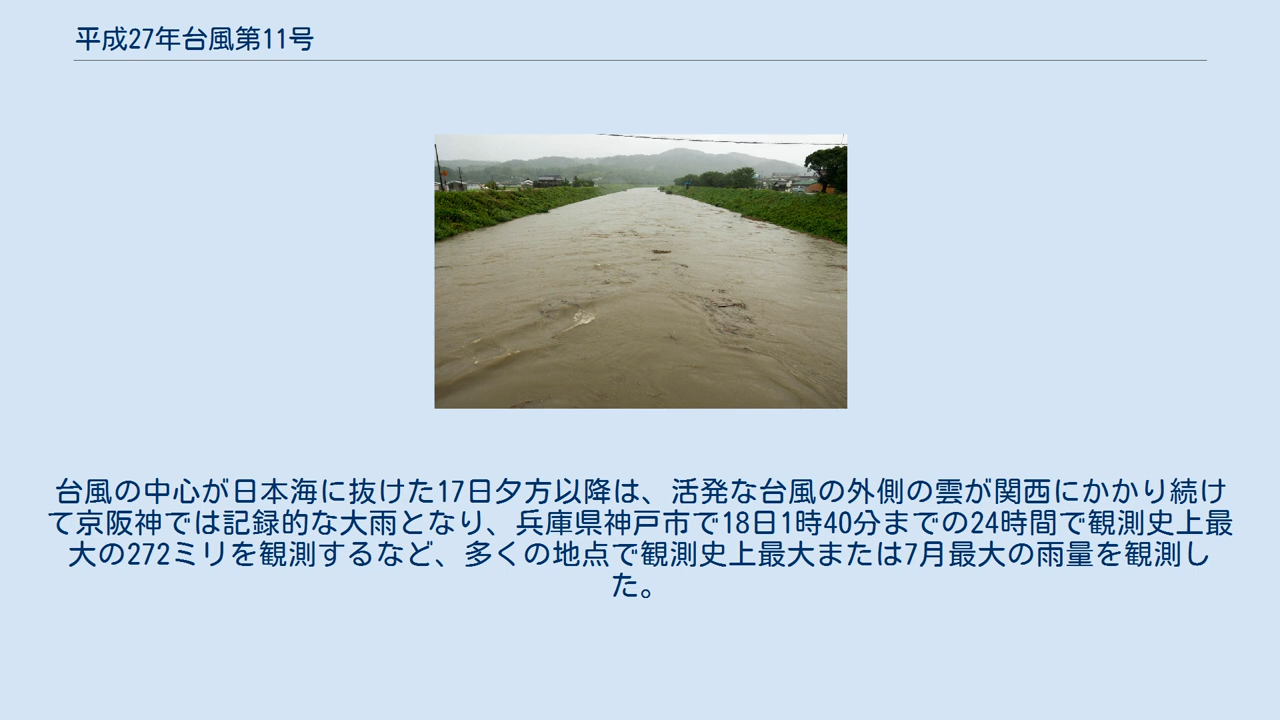 平成27年台風第11号
台風の中心が日本海に抜けた17日夕方以降は、活発な台風の外側の雲が関西にかかり続け
て京阪神では記録的な大雨となり、兵庫県神戸市で18日1時40分までの24時間で観測史上最
大の272ミリを観測するなど、多くの地点で観測史上最大または7月最大の雨量を観測し
た。